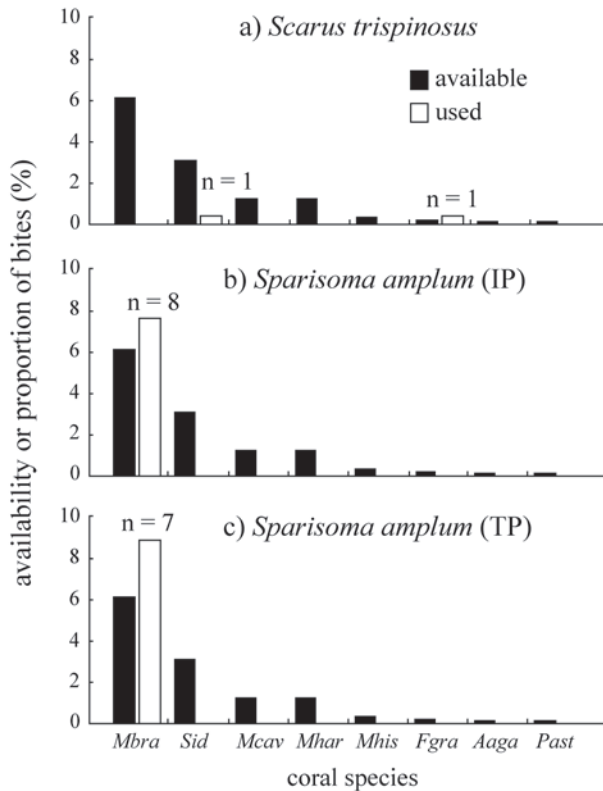 availability or proportion of bites (%)
a) Scarus trispinosus
available
used
10
8
6
4
2
0
n = 1
n = 1
b) Sparisoma amplum (IP)
10
8
6
4
2
0
n = 8
c) Sparisoma amplum (TP)
10
8
6
4
2
0
n = 7
Mbra Sid Mcav Mhar Mhis Fgra Aaga Past
coral species